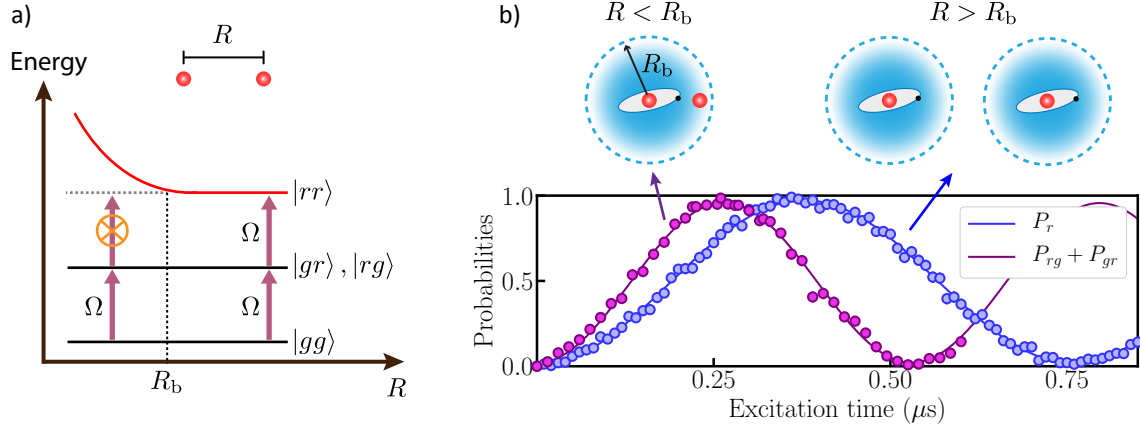 a)
R
Energy
|rr⟩
Ω
Ω
|gr⟩ , |rg⟩
Ω
|gg⟩
R_b
R
b)
R < R_b
R > R_b
R_b
Probabilities
1.0
0.5
0.0
P_r
P_rg + P_gr
0.25
0.50
0.75
Excitation time (μs)